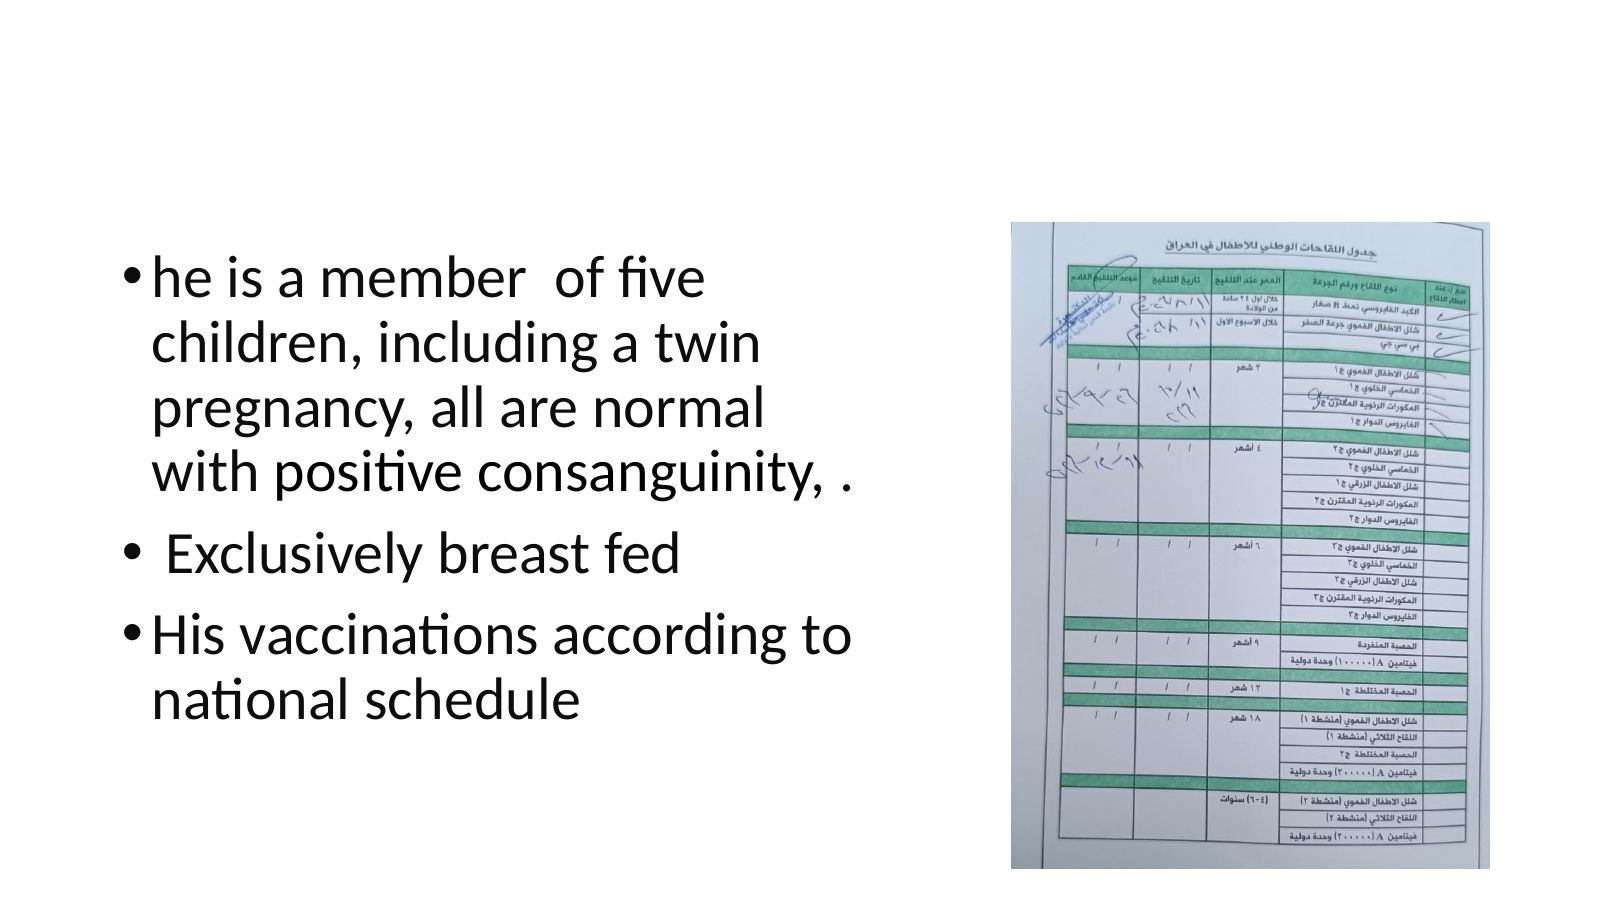 • he is a member  of five
children, including a twin
pregnancy, all are normal
with positive consanguinity, .
•  Exclusively breast fed
• His vaccinations according to
national schedule
جدول اللقاحات الوطني للأطفال في العراق
نوع اللقاح ورقم الجرعة العمر عند التلقيح تاريخ التلقيح موعد التلقيح القادم
الكبد الفايروسي نمط B صفار خلال اول ٢٤ ساعة من الولادة
شلل الاطفال الفموي جرعة الصفر خلال الاسبوع الاول
بي سي جي
شلل الاطفال الفموي ج١ ٢ شهر / / / /
الخماسي الخلوي ج١
المكورات الرئوية المقترن
الفايروس الدوار ج١
شلل الاطفال الفموي ج٢ ٤ أشهر / / / /
الخماسي الخلوي ج٢
شلل الاطفال الزرقي ج١
المكورات الرئوية المقترن ج٢
الفايروس الدوار ج٢
شلل الاطفال الفموي ج٣ ٦ أشهر / / / /
الخماسي الخلوي ج٣
شلل الاطفال الزرقي ج٢
المكورات الرئوية المقترن ج٣
الفايروس الدوار ج٣
الحصبة المنفردة ٩ أشهر / / / /
فيتامين A (١٠٠٠٠٠) وحدة دولية
الحصبة المختلطة ج١ ١٢ شهر / / / /
شلل الاطفال الفموي (منشطة ١) ١٨ شهر / / / /
اللقاح الثلاثي (منشطة ١)
الحصبة المختلطة ج٢
فيتامين A (٢٠٠٠٠٠) وحدة دولية
شلل الاطفال الفموي (منشطة ٢) (٤-٦) سنوات
اللقاح الثلاثي (منشطة ٢)
فيتامين A (٢٠٠٠٠٠) وحدة دولية